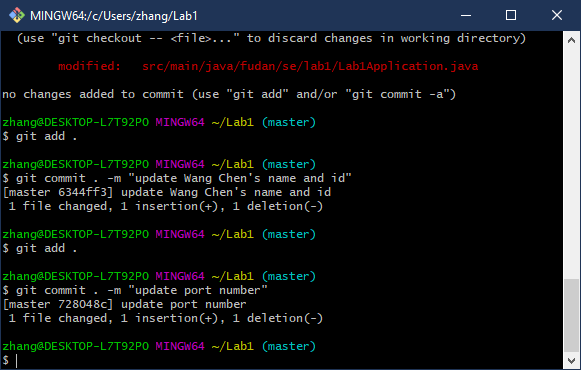 MINGW64:/c/Users/zhang/Lab1
(use "git checkout -- <file>..." to discard changes in working directory)
modified:   src/main/java/fudan/se/lab1/Lab1Application.java
no changes added to commit (use "git add" and/or "git commit -a")
zhang@DESKTOP-L7T92PO MINGW64 ~/Lab1 (master)
$ git add .
zhang@DESKTOP-L7T92PO MINGW64 ~/Lab1 (master)
$ git commit . -m "update Wang Chen's name and id"
[master 6344ff3] update Wang Chen's name and id
1 file changed, 1 insertion(+), 1 deletion(-)
zhang@DESKTOP-L7T92PO MINGW64 ~/Lab1 (master)
$ git add .
zhang@DESKTOP-L7T92PO MINGW64 ~/Lab1 (master)
$ git commit . -m "update port number"
[master 728048c] update port number
1 file changed, 1 insertion(+), 1 deletion(-)
zhang@DESKTOP-L7T92PO MINGW64 ~/Lab1 (master)
$